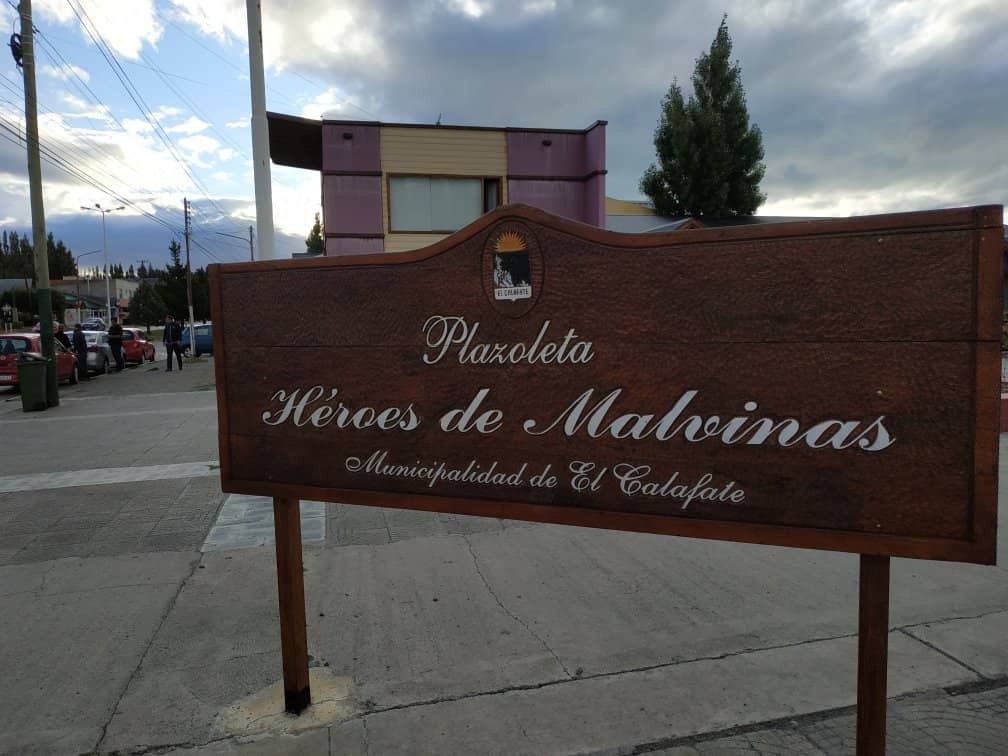 EL CALAFATE
Plazoleta
Héroes de Malvinas
Municipalidad de El Calafate